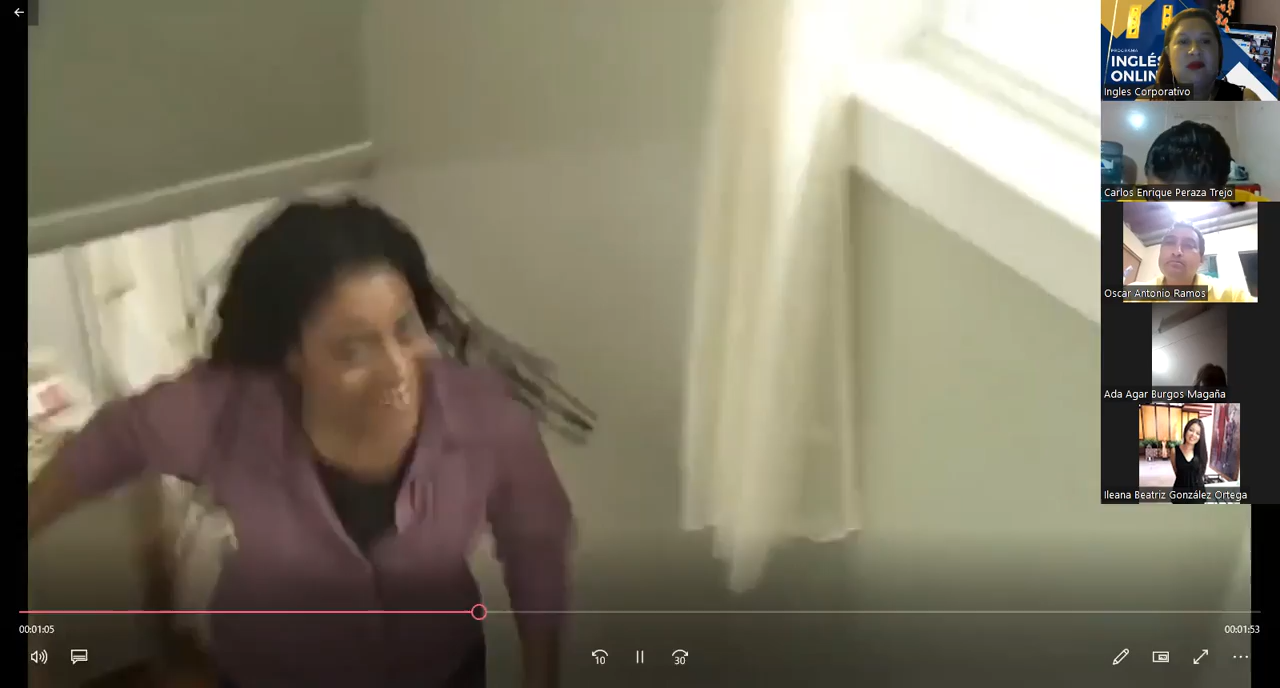 PROGRAMA
INGLÉS
ONLIN
Ingles Corporativo
Carlos Enrique Peraza Trejo
Oscar Antonio Ramos
Ada Agar Burgos Magaña
Ileana Beatriz González Ortega
00:01:05
00:01:53
10
30